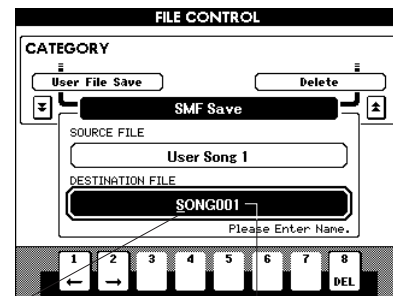 FILE CONTROL
CATEGORY
User File Save
Delete
SMF Save
SOURCE FILE
User Song 1
DESTINATION FILE
SONG001
Please Enter Name.
1 2 3 4 5 6 7 8
← → DEL